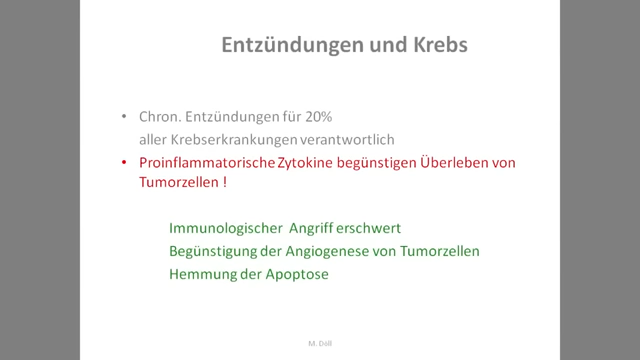 Entzündungen und Krebs
• Chron. Entzündungen für 20%
aller Krebserkrankungen verantwortlich
• Proinflammatorische Zytokine begünstigen Überleben von
Tumorzellen !
Immunologischer Angriff erschwert
Begünstigung der Angiogenese von Tumorzellen
Hemmung der Apoptose
M. Döll